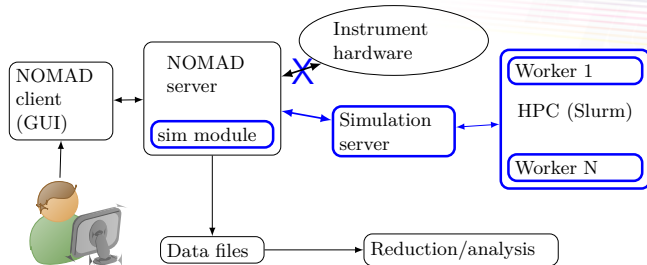 NOMAD
client
(GUI)
NOMAD
server
sim module
Instrument
hardware
X
Simulation
server
Worker 1
HPC (Slurm)
Worker N
Data files
Reduction/analysis